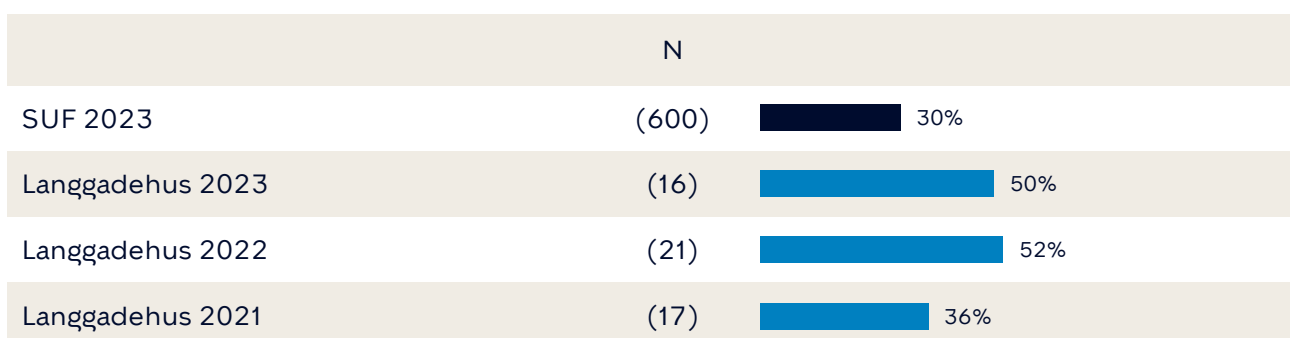 N
SUF 2023 (600) 30%
Langgadehus 2023 (16) 50%
Langgadehus 2022 (21) 52%
Langgadehus 2021 (17) 36%